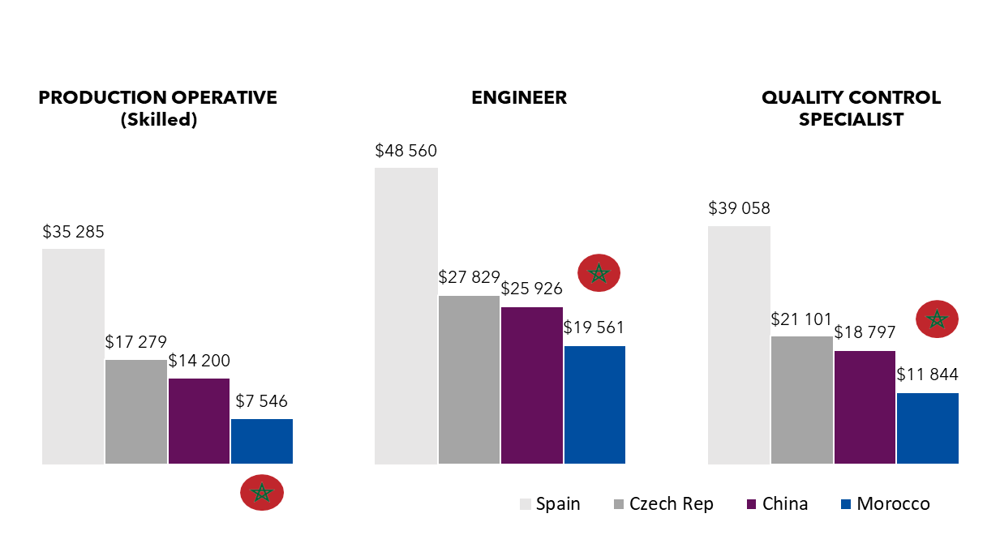 PRODUCTION OPERATIVE
(Skilled)
$35 285
$17 279
$14 200
$7 546
ENGINEER
$48 560
$27 829
$25 926
$19 561
QUALITY CONTROL
SPECIALIST
$39 058
$21 101
$18 797
$11 844
Spain
Czech Rep
China
Morocco